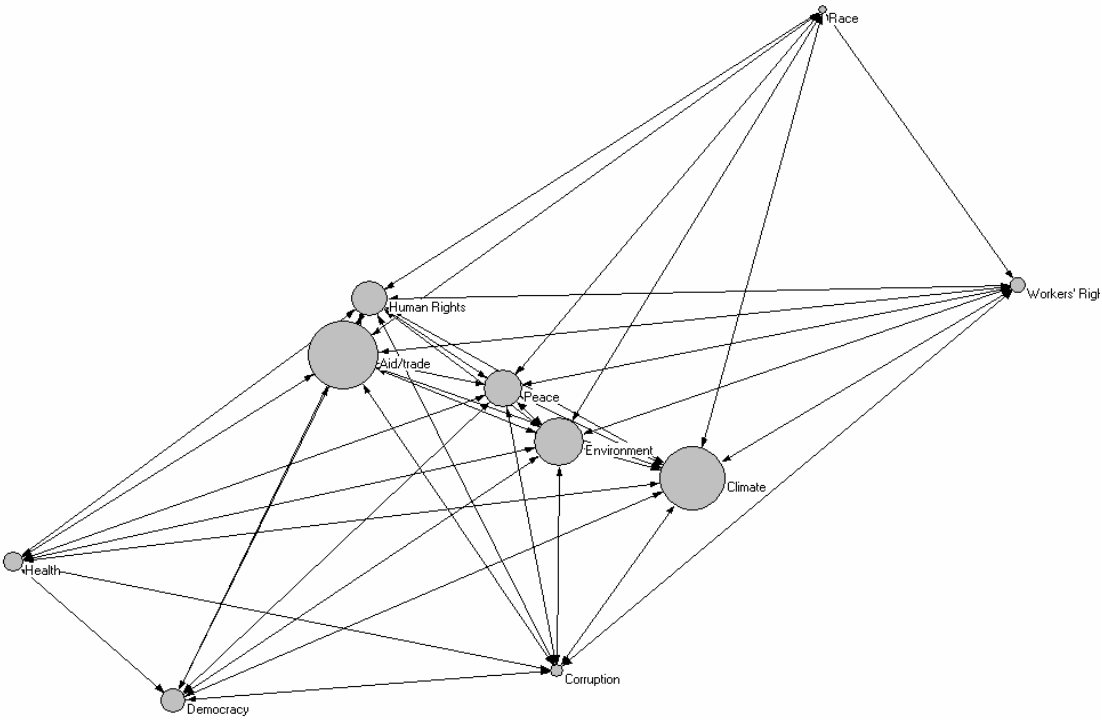 Race
Workers' Righ
Human Rights
Aid/trade
Peace
Environment
Climate
Health
Corruption
Democracy